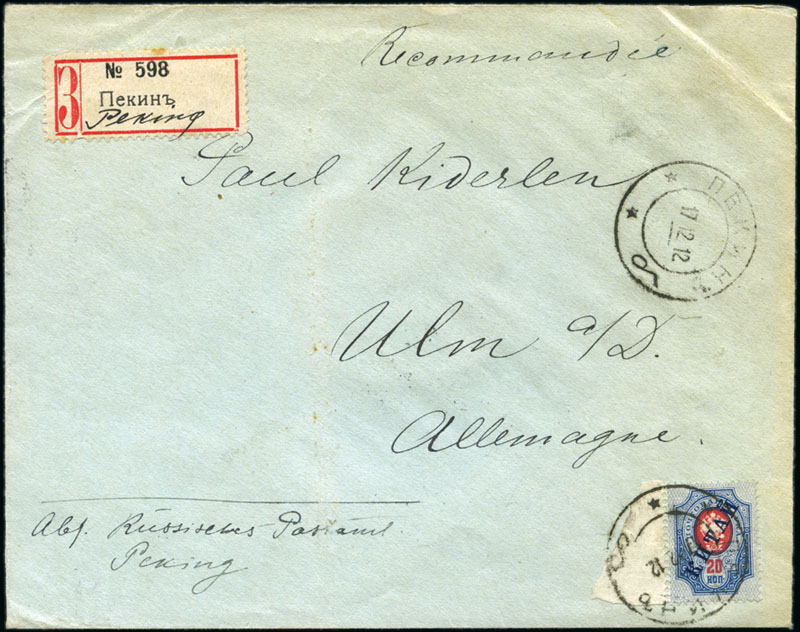 Recommandée
№ 598
З
Пекинъ
Peking
Paul Kiderlen
ПЕКИНЪ
17 12 12
Ulm a/D.
Allemagne.
Abs. Russisches Postamt
Peking
КИТАЙ
20
КОП
12